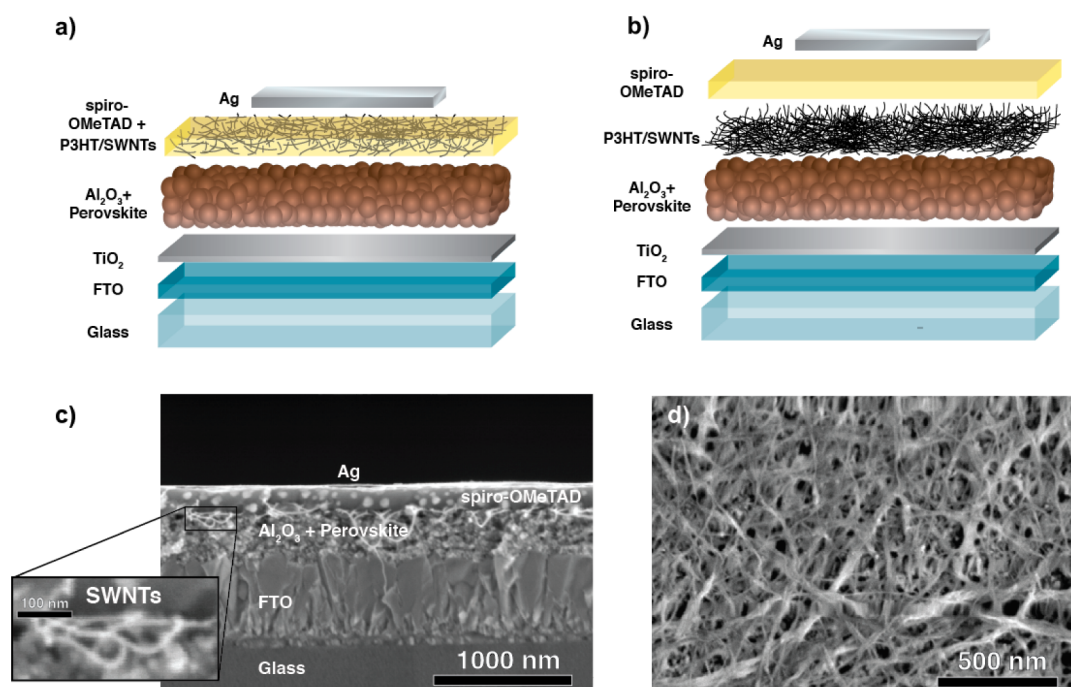 a)
Ag
spiro-
OMeTAD +
P3HT/SWNTs
Al₂O₃+
Perovskite
TiO₂
FTO
Glass
b)
Ag
spiro-
OMeTAD
P3HT/SWNTs
Al₂O₃+
Perovskite
TiO₂
FTO
Glass
c)
Ag
spiro-OMeTAD
Al₂O₃ + Perovskite
FTO
Glass
1000 nm
SWNTs
100 nm
d)
500 nm